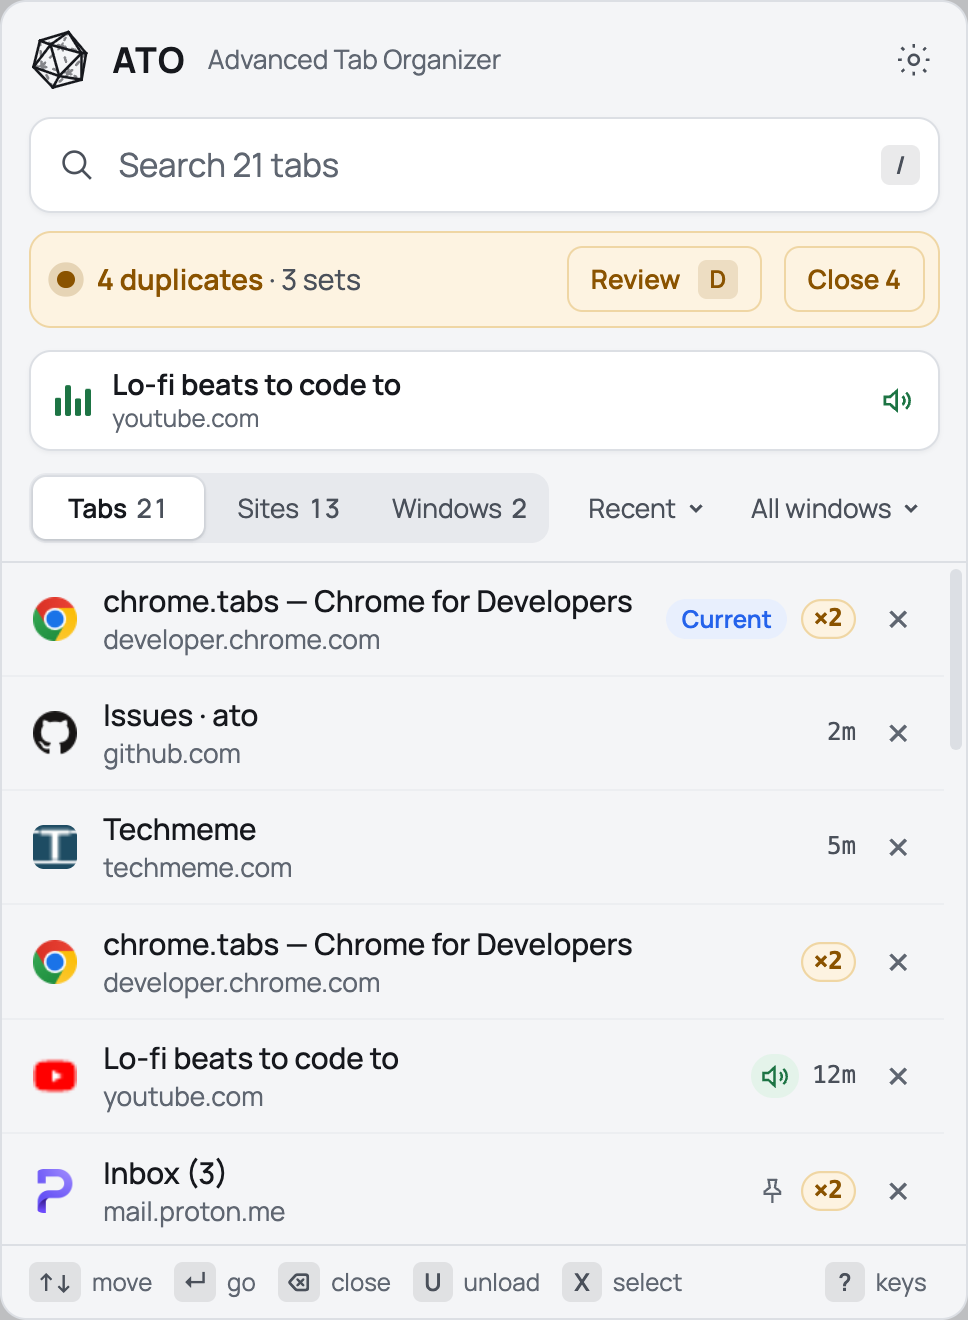 ATO Advanced Tab Organizer
Search 21 tabs /
4 duplicates · 3 sets Review D Close 4
Lo-fi beats to code to
youtube.com
Tabs 21 Sites 13 Windows 2 Recent All windows
chrome.tabs — Chrome for Developers
developer.chrome.com
Current ×2
Issues · ato
github.com
2m
Techmeme
techmeme.com
5m
chrome.tabs — Chrome for Developers
developer.chrome.com
×2
Lo-fi beats to code to
youtube.com
12m
Inbox (3)
mail.proton.me
×2
↑↓ move ↵ go ⌫ close U unload X select ? keys